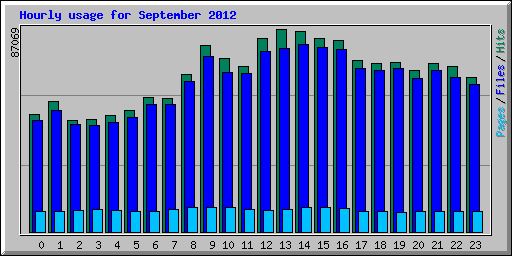 Hourly usage for September 2012
87069
Pages / Files / Hits
0 1 2 3 4 5 6 7 8 9 10 11 12 13 14 15 16 17 18 19 20 21 22 23